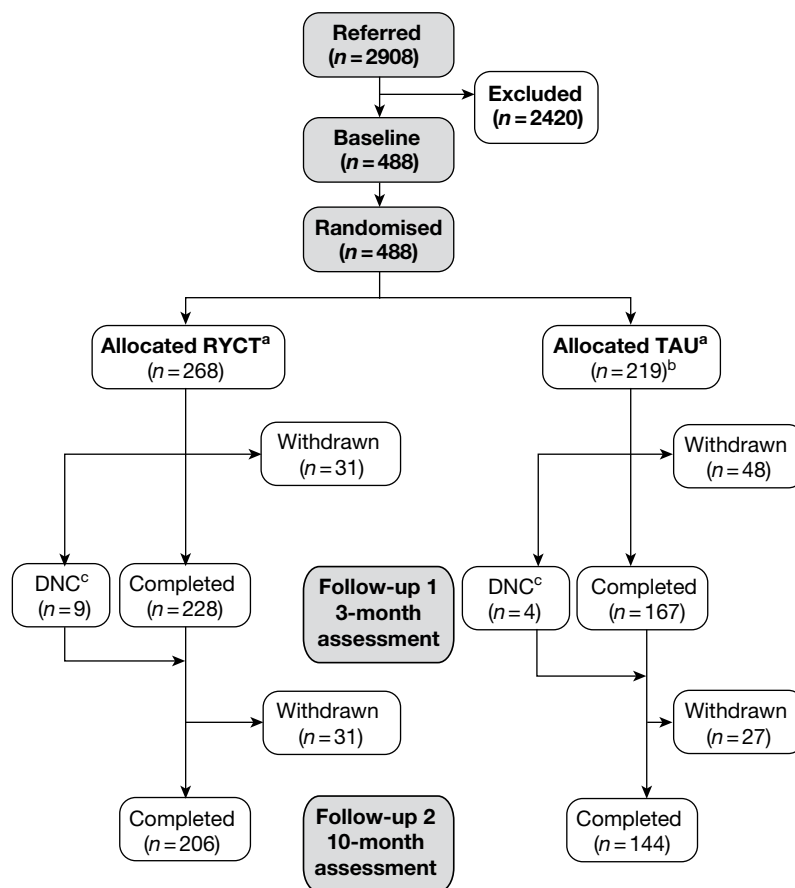 Referred
(n = 2908)
Excluded
(n = 2420)
Baseline
(n = 488)
Randomised
(n = 488)
Allocated RYCTᵃ
(n = 268)
Allocated TAUᵃ
(n = 219)ᵇ
Withdrawn
(n = 31)
Withdrawn
(n = 48)
DNCᶜ
(n = 9)
Completed
(n = 228)
Follow-up 1
3-month
assessment
DNCᶜ
(n = 4)
Completed
(n = 167)
Withdrawn
(n = 31)
Withdrawn
(n = 27)
Completed
(n = 206)
Follow-up 2
10-month
assessment
Completed
(n = 144)